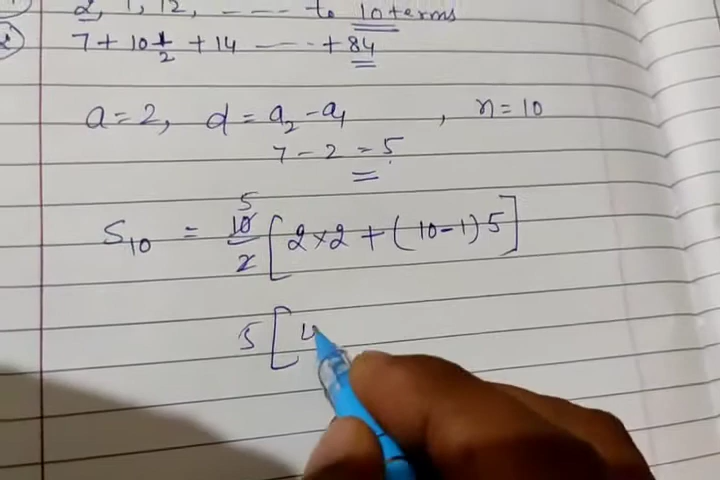 2, 7, 12, ---- to 10 terms
7 + 10 1/2 + 14 ---- + 84
a = 2, d = a₂ - a₁, n = 10
7 - 2 = 5
S₁₀ = 10/2 [ 2×2 + (10-1) 5 ]
5
5 [ 4